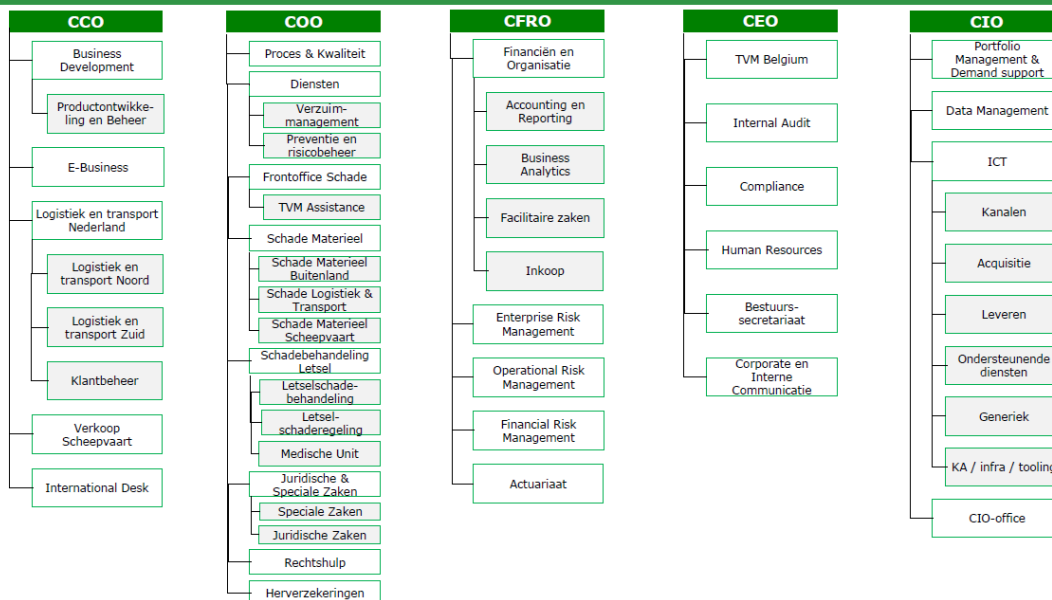 CCO
Business
Development
Productontwikke-
ling en Beheer
E-Business
Logistiek en transport
Nederland
Logistiek en
transport Noord
Logistiek en
transport Zuid
Klantbeheer
Verkoop
Scheepvaart
International Desk
COO
Proces & Kwaliteit
Diensten
Verzuim-
management
Preventie en
risicobeheer
Frontoffice Schade
TVM Assistance
Schade Materieel
Schade Materieel
Buitenland
Schade Logistiek &
Transport
Schade Materieel
Scheepvaart
Schadebehandeling
Letsel
Letselschade-
behandeling
Letsel-
schaderegeling
Medische Unit
Juridische &
Speciale Zaken
Speciale Zaken
Juridische Zaken
Rechtshulp
Herverzekeringen
CFRO
Financiën en
Organisatie
Accounting en
Reporting
Business
Analytics
Facilitaire zaken
Inkoop
Enterprise Risk
Management
Operational Risk
Management
Financial Risk
Management
Actuariaat
CEO
TVM Belgium
Internal Audit
Compliance
Human Resources
Bestuurs-
secretariaat
Corporate en
Interne
Communicatie
CIO
Portfolio
Management &
Demand support
Data Management
ICT
Kanalen
Acquisitie
Leveren
Ondersteunende
diensten
Generiek
KA / infra / tooling
CIO-office